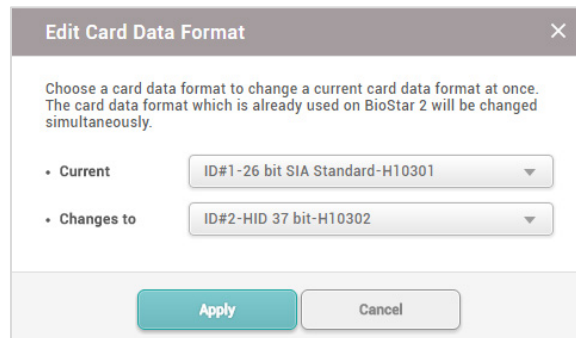 Edit Card Data Format
Choose a card data format to change a current card data format at once.
The card data format which is already used on BioStar 2 will be changed
simultaneously.
• Current
ID#1-26 bit SIA Standard-H10301
• Changes to
ID#2-HID 37 bit-H10302
Apply
Cancel